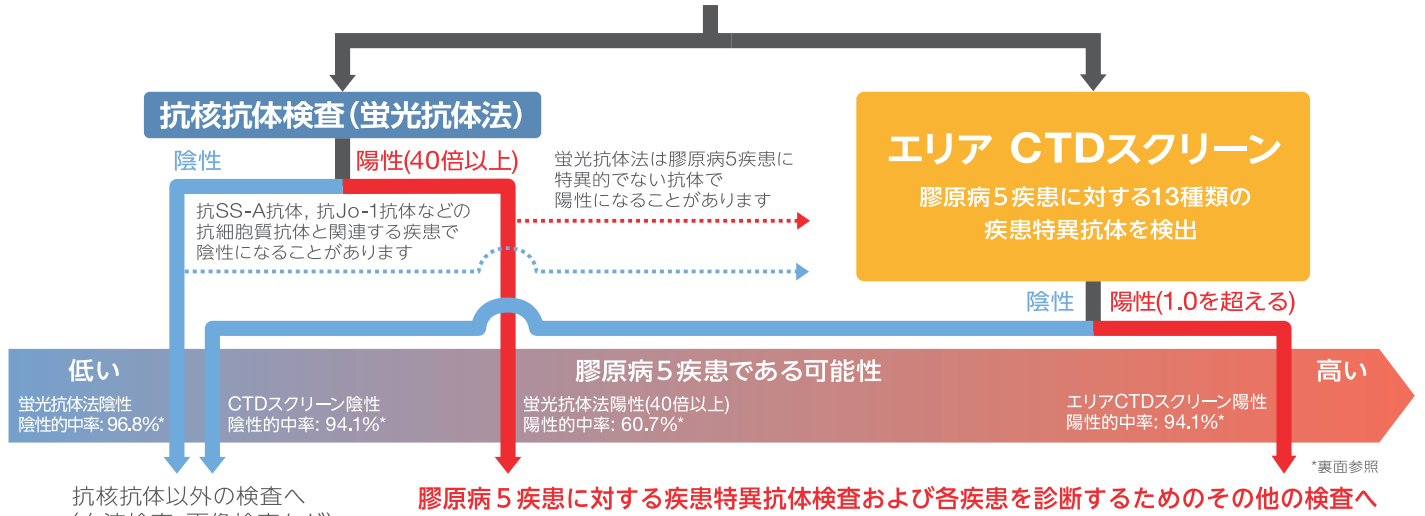 抗核抗体検査(蛍光抗体法)
陰性
陽性(40倍以上)
蛍光抗体法は膠原病5疾患に
特異的でない抗体で
陽性になることがあります
抗SS-A抗体, 抗Jo-1抗体などの
抗細胞質抗体と関連する疾患で
陰性になることがあります
エリア CTDスクリーン
膠原病5疾患に対する13種類の
疾患特異抗体を検出
陰性
陽性(1.0を超える)
低い
膠原病5疾患である可能性
高い
蛍光抗体法陰性
陰性的中率: 96.8%*
CTDスクリーン陰性
陰性的中率: 94.1%*
蛍光抗体法陽性(40倍以上)
陽性的中率: 60.7%*
エリアCTDスクリーン陽性
陽性的中率: 94.1%*
*裏面参照
抗核抗体以外の検査へ
膠原病5疾患に対する疾患特異抗体検査および各疾患を診断するためのその他の検査へ